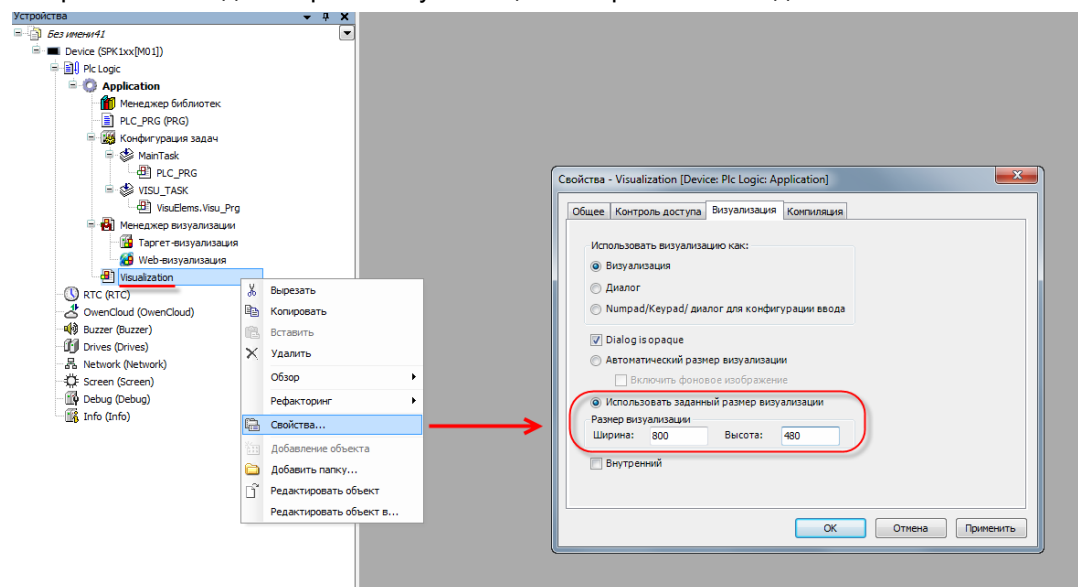 Устройства
Без имени41
Device (SPK1xx[M01])
Plc Logic
Application
Менеджер библиотек
PLC_PRG (PRG)
Конфигурация задач
MainTask
PLC_PRG
VISU_TASK
VisuElems.Visu_Prg
Менеджер визуализации
Таргет-визуализация
Web-визуализация
Visualization
RTC (RTC)
OwenCloud (OwenCloud)
Buzzer (Buzzer)
Drives (Drives)
Network (Network)
Screen (Screen)
Debug (Debug)
Info (Info)
Вырезать
Копировать
Вставить
Удалить
Обзор
Рефакторинг
Свойства...
Добавление объекта
Добавить папку...
Редактировать объект
Редактировать объект в...
Свойства - Visualization [Device: Plc Logic: Application]
Общее Контроль доступа Визуализация Компиляция
Использовать визуализацию как:
Визуализация
Диалог
Numpad/Keypad/ диалог для конфигурации ввода
Dialog is opaque
Автоматический размер визуализации
Включить фоновое изображение
Использовать заданный размер визуализации
Размер визуализации
Ширина: 800 Высота: 480
Внутренний
OK Отмена Применить